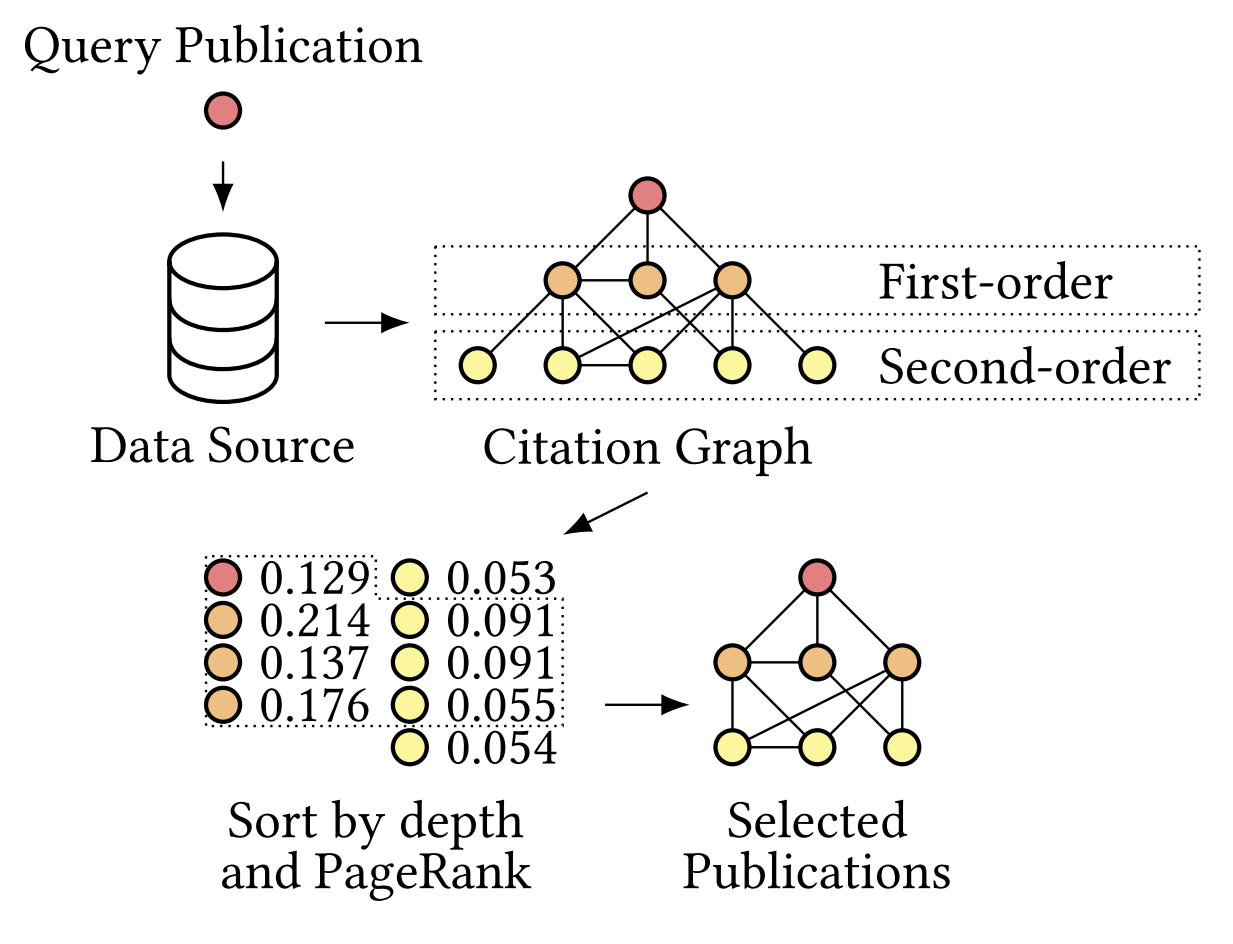 Query Publication
First-order
Second-order
Data Source
Citation Graph
0.129 0.053
0.214 0.091
0.137 0.091
0.176 0.055
0.054
Sort by depth
and PageRank
Selected
Publications